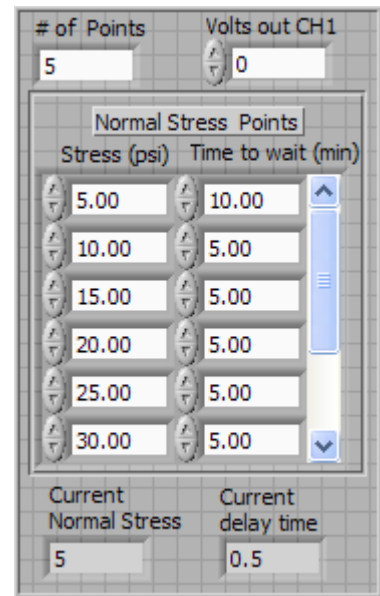 # of Points Volts out CH1
5 0
Normal Stress Points
Stress (psi) Time to wait (min)
5.00 10.00
10.00 5.00
15.00 5.00
20.00 5.00
25.00 5.00
30.00 5.00
Current Current
Normal Stress delay time
5 0.5